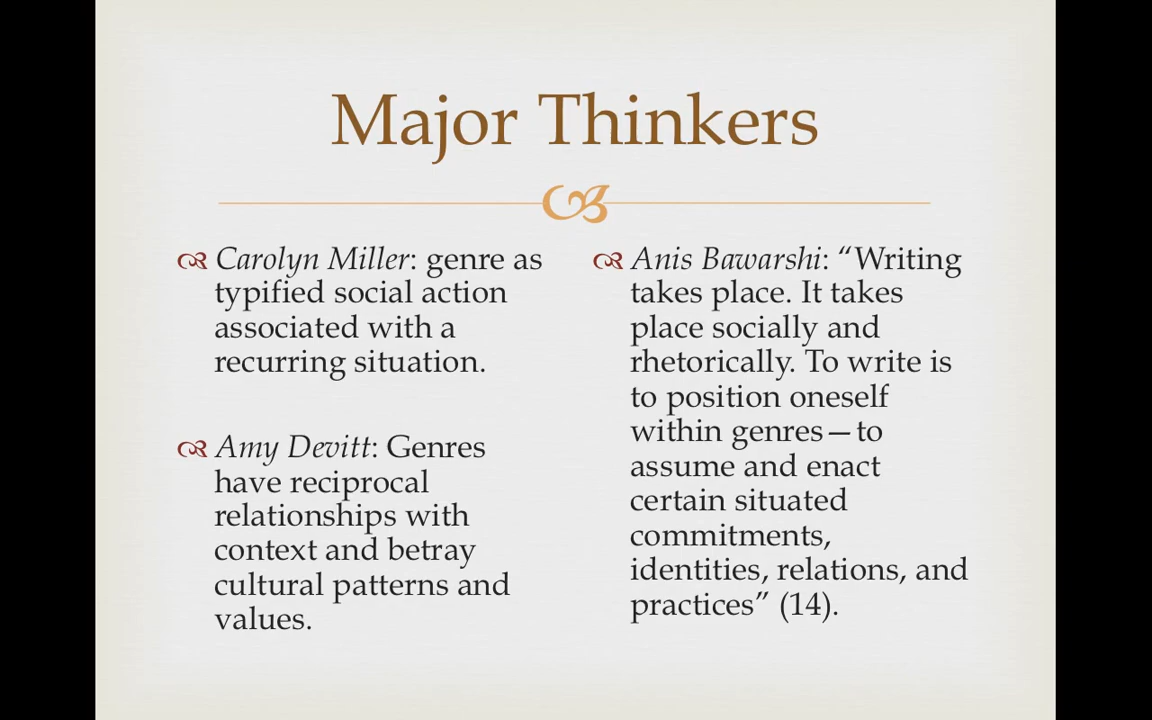 Major Thinkers
Carolyn Miller: genre as
typified social action
associated with a
recurring situation.
Amy Devitt: Genres
have reciprocal
relationships with
context and betray
cultural patterns and
values.
Anis Bawarshi: “Writing
takes place. It takes
place socially and
rhetorically. To write is
to position oneself
within genres—to
assume and enact
certain situated
commitments,
identities, relations, and
practices” (14).